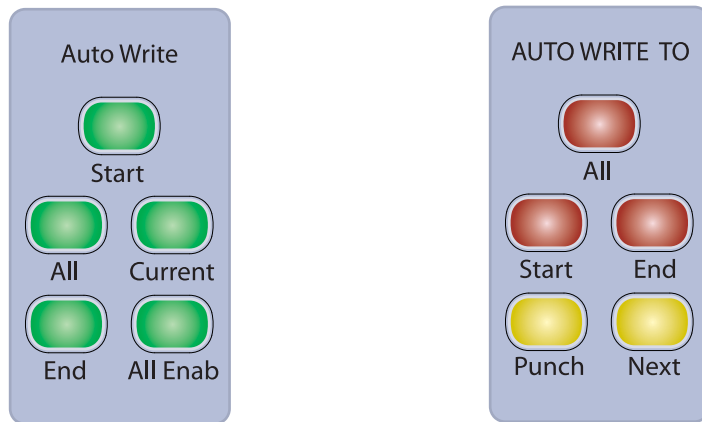 Auto Write
Start
All Current
End All Enab
AUTO WRITE TO
All
Start End
Punch Next